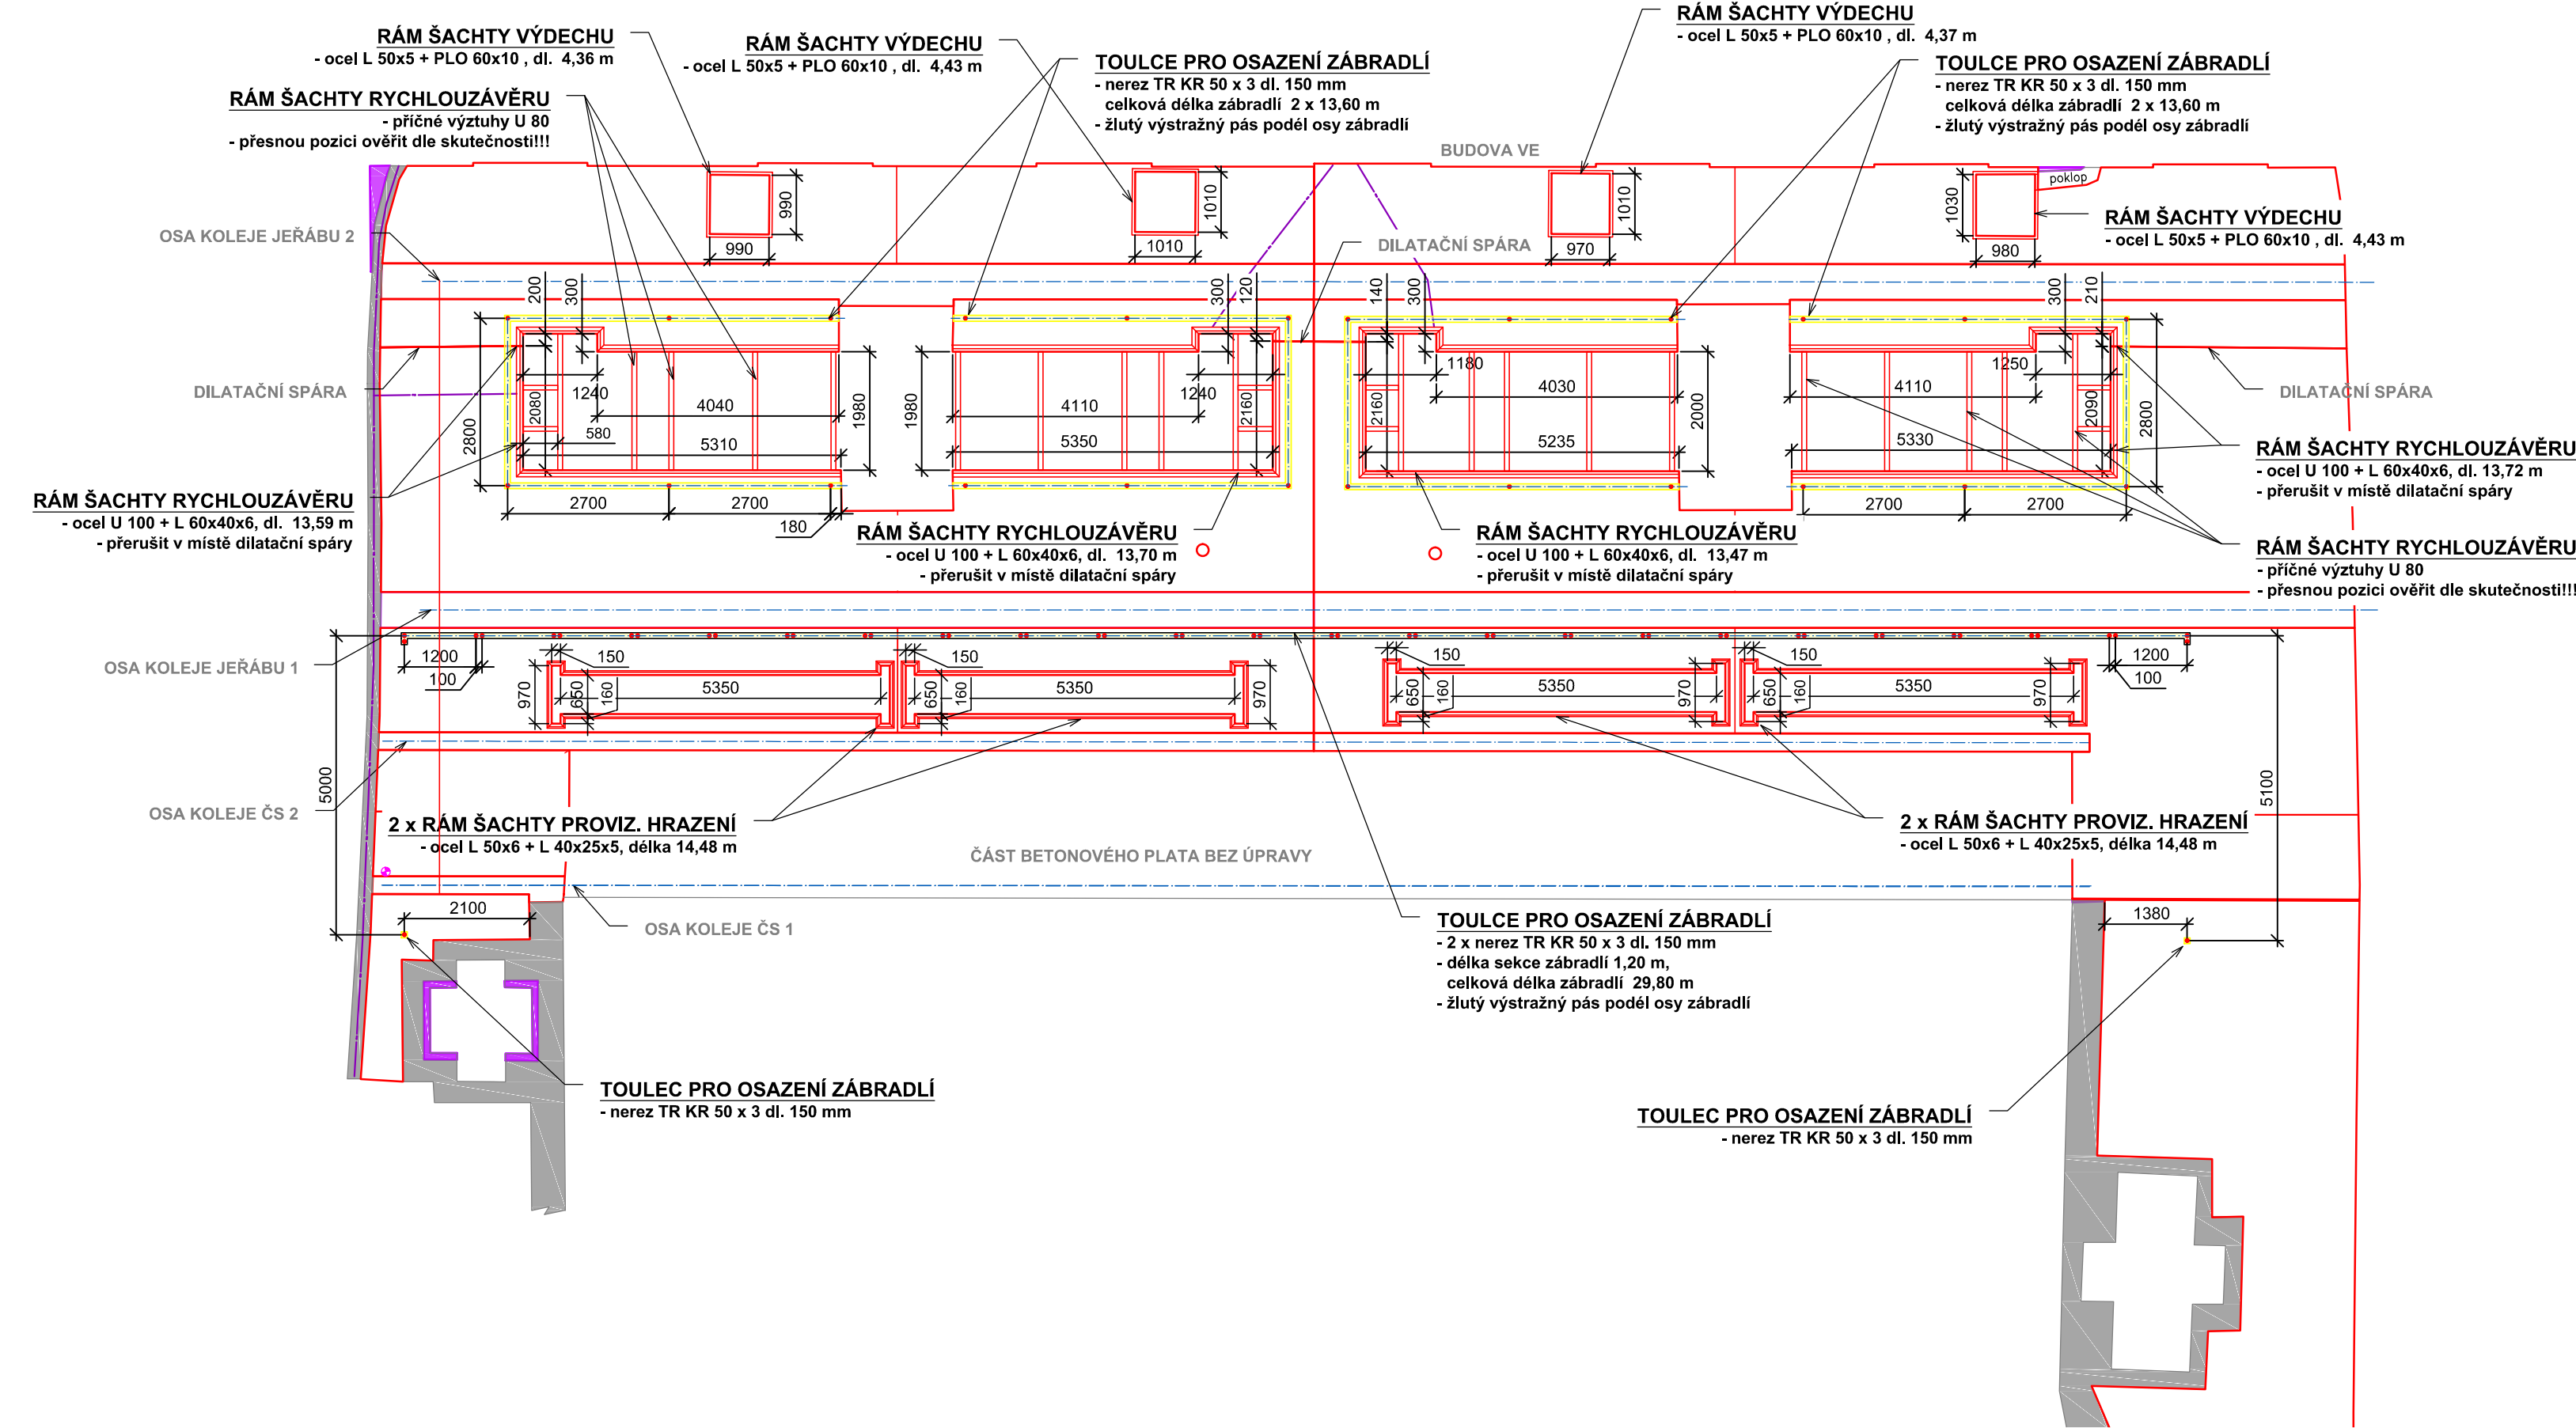 RÁM ŠACHTY VÝDECHU
- ocel L 50x5 + PLO 60x10 , dl. 4,36 m
RÁM ŠACHTY RYCHLOUZÁVĚRU
- příčné výztuhy U 80
- přesnou pozici ověřit dle skutečnosti!!!
RÁM ŠACHTY VÝDECHU
- ocel L 50x5 + PLO 60x10 , dl. 4,43 m
TOULCE PRO OSAZENÍ ZÁBRADLÍ
- nerez TR KR 50 x 3 dl. 150 mm
celková délka zábradlí 2 x 13,60 m
- žlutý výstražný pás podél osy zábradlí
RÁM ŠACHTY VÝDECHU
- ocel L 50x5 + PLO 60x10 , dl. 4,37 m
TOULCE PRO OSAZENÍ ZÁBRADLÍ
- nerez TR KR 50 x 3 dl. 150 mm
celková délka zábradlí 2 x 13,60 m
- žlutý výstražný pás podél osy zábradlí
BUDOVA VE
poklop
990
990
1010
1010
1010
970
1030
980
RÁM ŠACHTY VÝDECHU
- ocel L 50x5 + PLO 60x10 , dl. 4,43 m
OSA KOLEJE JEŘÁBU 2
DILATAČNÍ SPÁRA
200
300
300
120
140
300
300
210
DILATAČNÍ SPÁRA
2800
2080
1240
4040
580
5310
1980
1980
4110
1240
2160
5350
1180
4030
2160
5235
2000
4110
1250
2090
5330
2800
DILATAČNÍ SPÁRA
2700
2700
180
2700
2700
RÁM ŠACHTY RYCHLOUZÁVĚRU
- ocel U 100 + L 60x40x6, dl. 13,59 m
- přerušit v místě dilatační spáry
RÁM ŠACHTY RYCHLOUZÁVĚRU
- ocel U 100 + L 60x40x6, dl. 13,70 m
- přerušit v místě dilatační spáry
RÁM ŠACHTY RYCHLOUZÁVĚRU
- ocel U 100 + L 60x40x6, dl. 13,47 m
- přerušit v místě dilatační spáry
RÁM ŠACHTY RYCHLOUZÁVĚRU
- ocel U 100 + L 60x40x6, dl. 13,72 m
- přerušit v místě dilatační spáry
RÁM ŠACHTY RYCHLOUZÁVĚRU
- příčné výztuhy U 80
- přesnou pozici ověřit dle skutečnosti!!!
OSA KOLEJE JEŘÁBU 1
1200
100
150
970
650
160
5350
150
650
160
5350
970
150
650
160
5350
970
150
650
160
5350
970
1200
100
5000
5100
OSA KOLEJE ČS 2
2 x RÁM ŠACHTY PROVIZ. HRAZENÍ
- ocel L 50x6 + L 40x25x5, délka 14,48 m
2 x RÁM ŠACHTY PROVIZ. HRAZENÍ
- ocel L 50x6 + L 40x25x5, délka 14,48 m
ČÁST BETONOVÉHO PLATA BEZ ÚPRAVY
2100
OSA KOLEJE ČS 1
1380
TOULCE PRO OSAZENÍ ZÁBRADLÍ
- 2 x nerez TR KR 50 x 3 dl. 150 mm
- délka sekce zábradlí 1,20 m,
celková délka zábradlí 29,80 m
- žlutý výstražný pás podél osy zábradlí
TOULEC PRO OSAZENÍ ZÁBRADLÍ
- nerez TR KR 50 x 3 dl. 150 mm
TOULEC PRO OSAZENÍ ZÁBRADLÍ
- nerez TR KR 50 x 3 dl. 150 mm